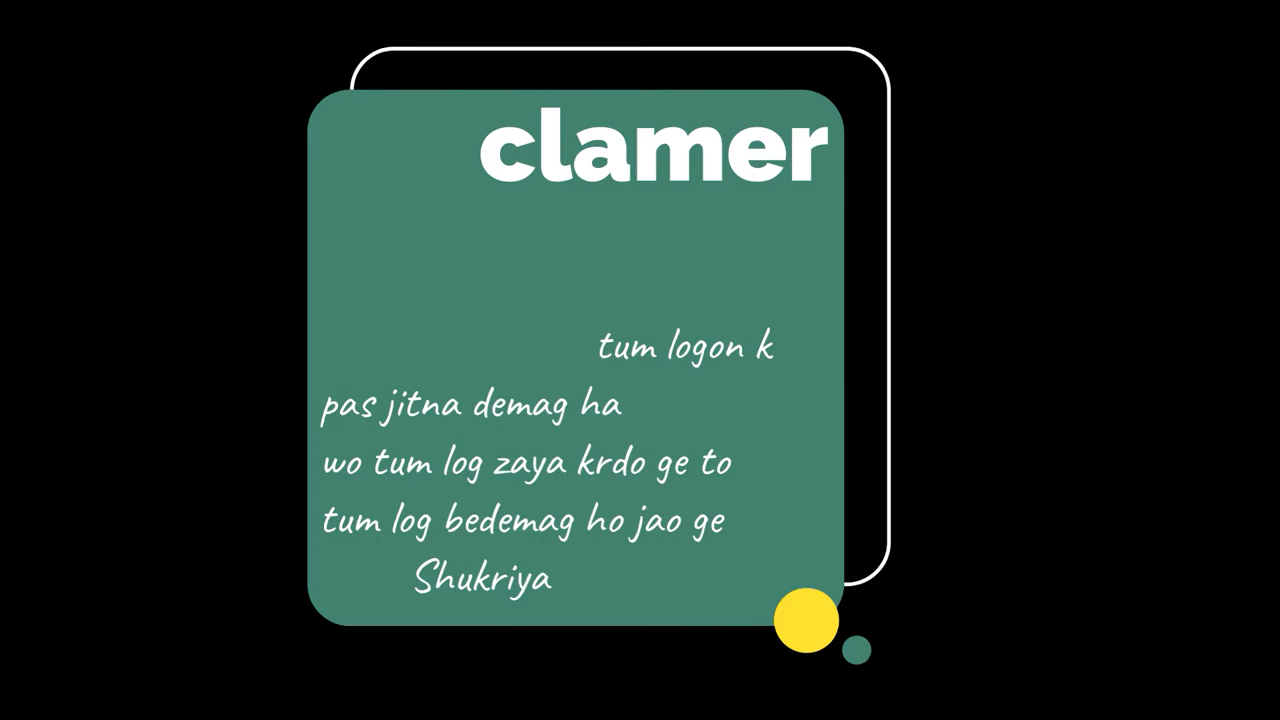 clamer
tum logon k
pas jitna demag ha
wo tum log zaya krdo ge to
tum log bedemag ho jao ge
Shukriya